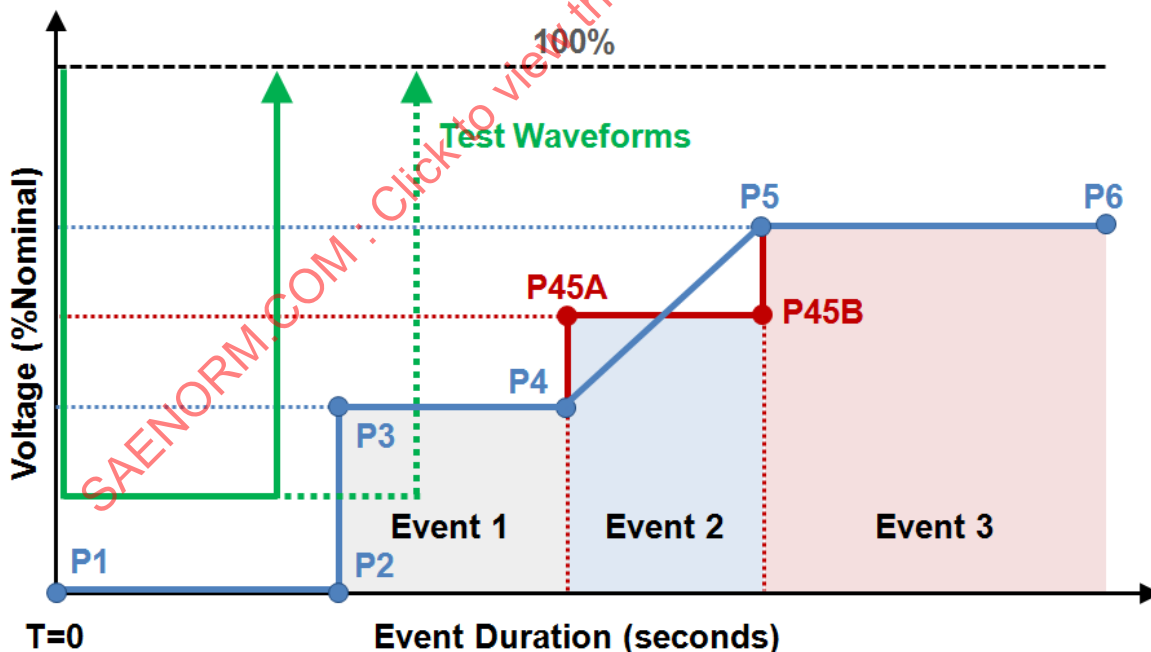 100%
Test Waveforms
SAENORM.COM : Click to view th
Voltage (%Nominal)
P5
P6
P45A
P45B
P4
P3
Event 1
Event 2
Event 3
P1
P2
T=0
Event Duration (seconds)